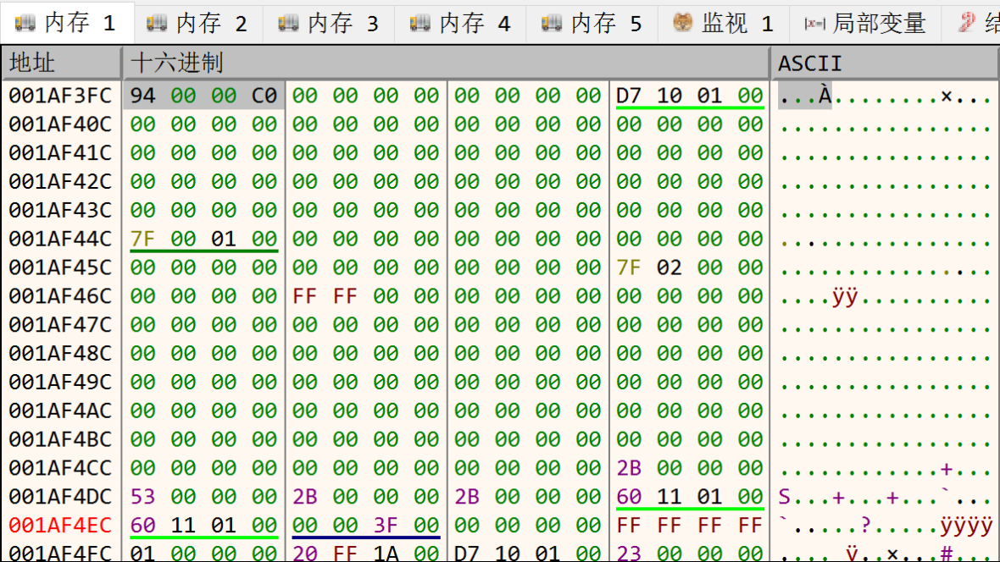 内存 1 内存 2 内存 3 内存 4 内存 5 监视 1 |x=| 局部变量 结
地址 十六进制 ASCII
001AF3FC 94 00 00 C0 00 00 00 00 00 00 00 00 D7 10 01 00 ...À........×...
001AF40C 00 00 00 00 00 00 00 00 00 00 00 00 00 00 00 00 ................
001AF41C 00 00 00 00 00 00 00 00 00 00 00 00 00 00 00 00 ................
001AF42C 00 00 00 00 00 00 00 00 00 00 00 00 00 00 00 00 ................
001AF43C 00 00 00 00 00 00 00 00 00 00 00 00 00 00 00 00 ................
001AF44C 7F 00 01 00 00 00 00 00 00 00 00 00 00 00 00 00 ................
001AF45C 00 00 00 00 00 00 00 00 00 00 00 00 7F 02 00 00 ................
001AF46C 00 00 00 00 FF FF 00 00 00 00 00 00 00 00 00 00 ....ÿÿ..........
001AF47C 00 00 00 00 00 00 00 00 00 00 00 00 00 00 00 00 ................
001AF48C 00 00 00 00 00 00 00 00 00 00 00 00 00 00 00 00 ................
001AF49C 00 00 00 00 00 00 00 00 00 00 00 00 00 00 00 00 ................
001AF4AC 00 00 00 00 00 00 00 00 00 00 00 00 00 00 00 00 ................
001AF4BC 00 00 00 00 00 00 00 00 00 00 00 00 00 00 00 00 ................
001AF4CC 00 00 00 00 00 00 00 00 00 00 00 00 2B 00 00 00 ............+...
001AF4DC 53 00 00 00 2B 00 00 00 2B 00 00 00 60 11 01 00 S...+...+...`...
001AF4EC 60 11 01 00 00 00 3F 00 00 00 00 00 FF FF FF FF `.....?.....ÿÿÿÿ
001AF4FC 01 00 00 00 20 FF 1A 00 D7 10 01 00 23 00 00 00 .... ÿ..×...#...